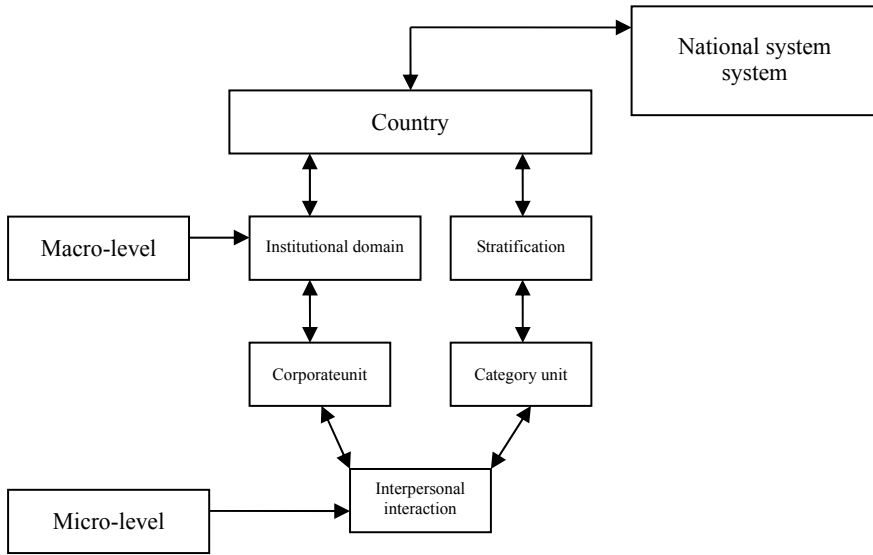 National system
system
Country
Macro-level
Institutional domain
Stratification
Corporateunit
Category unit
Interpersonal
interaction
Micro-level